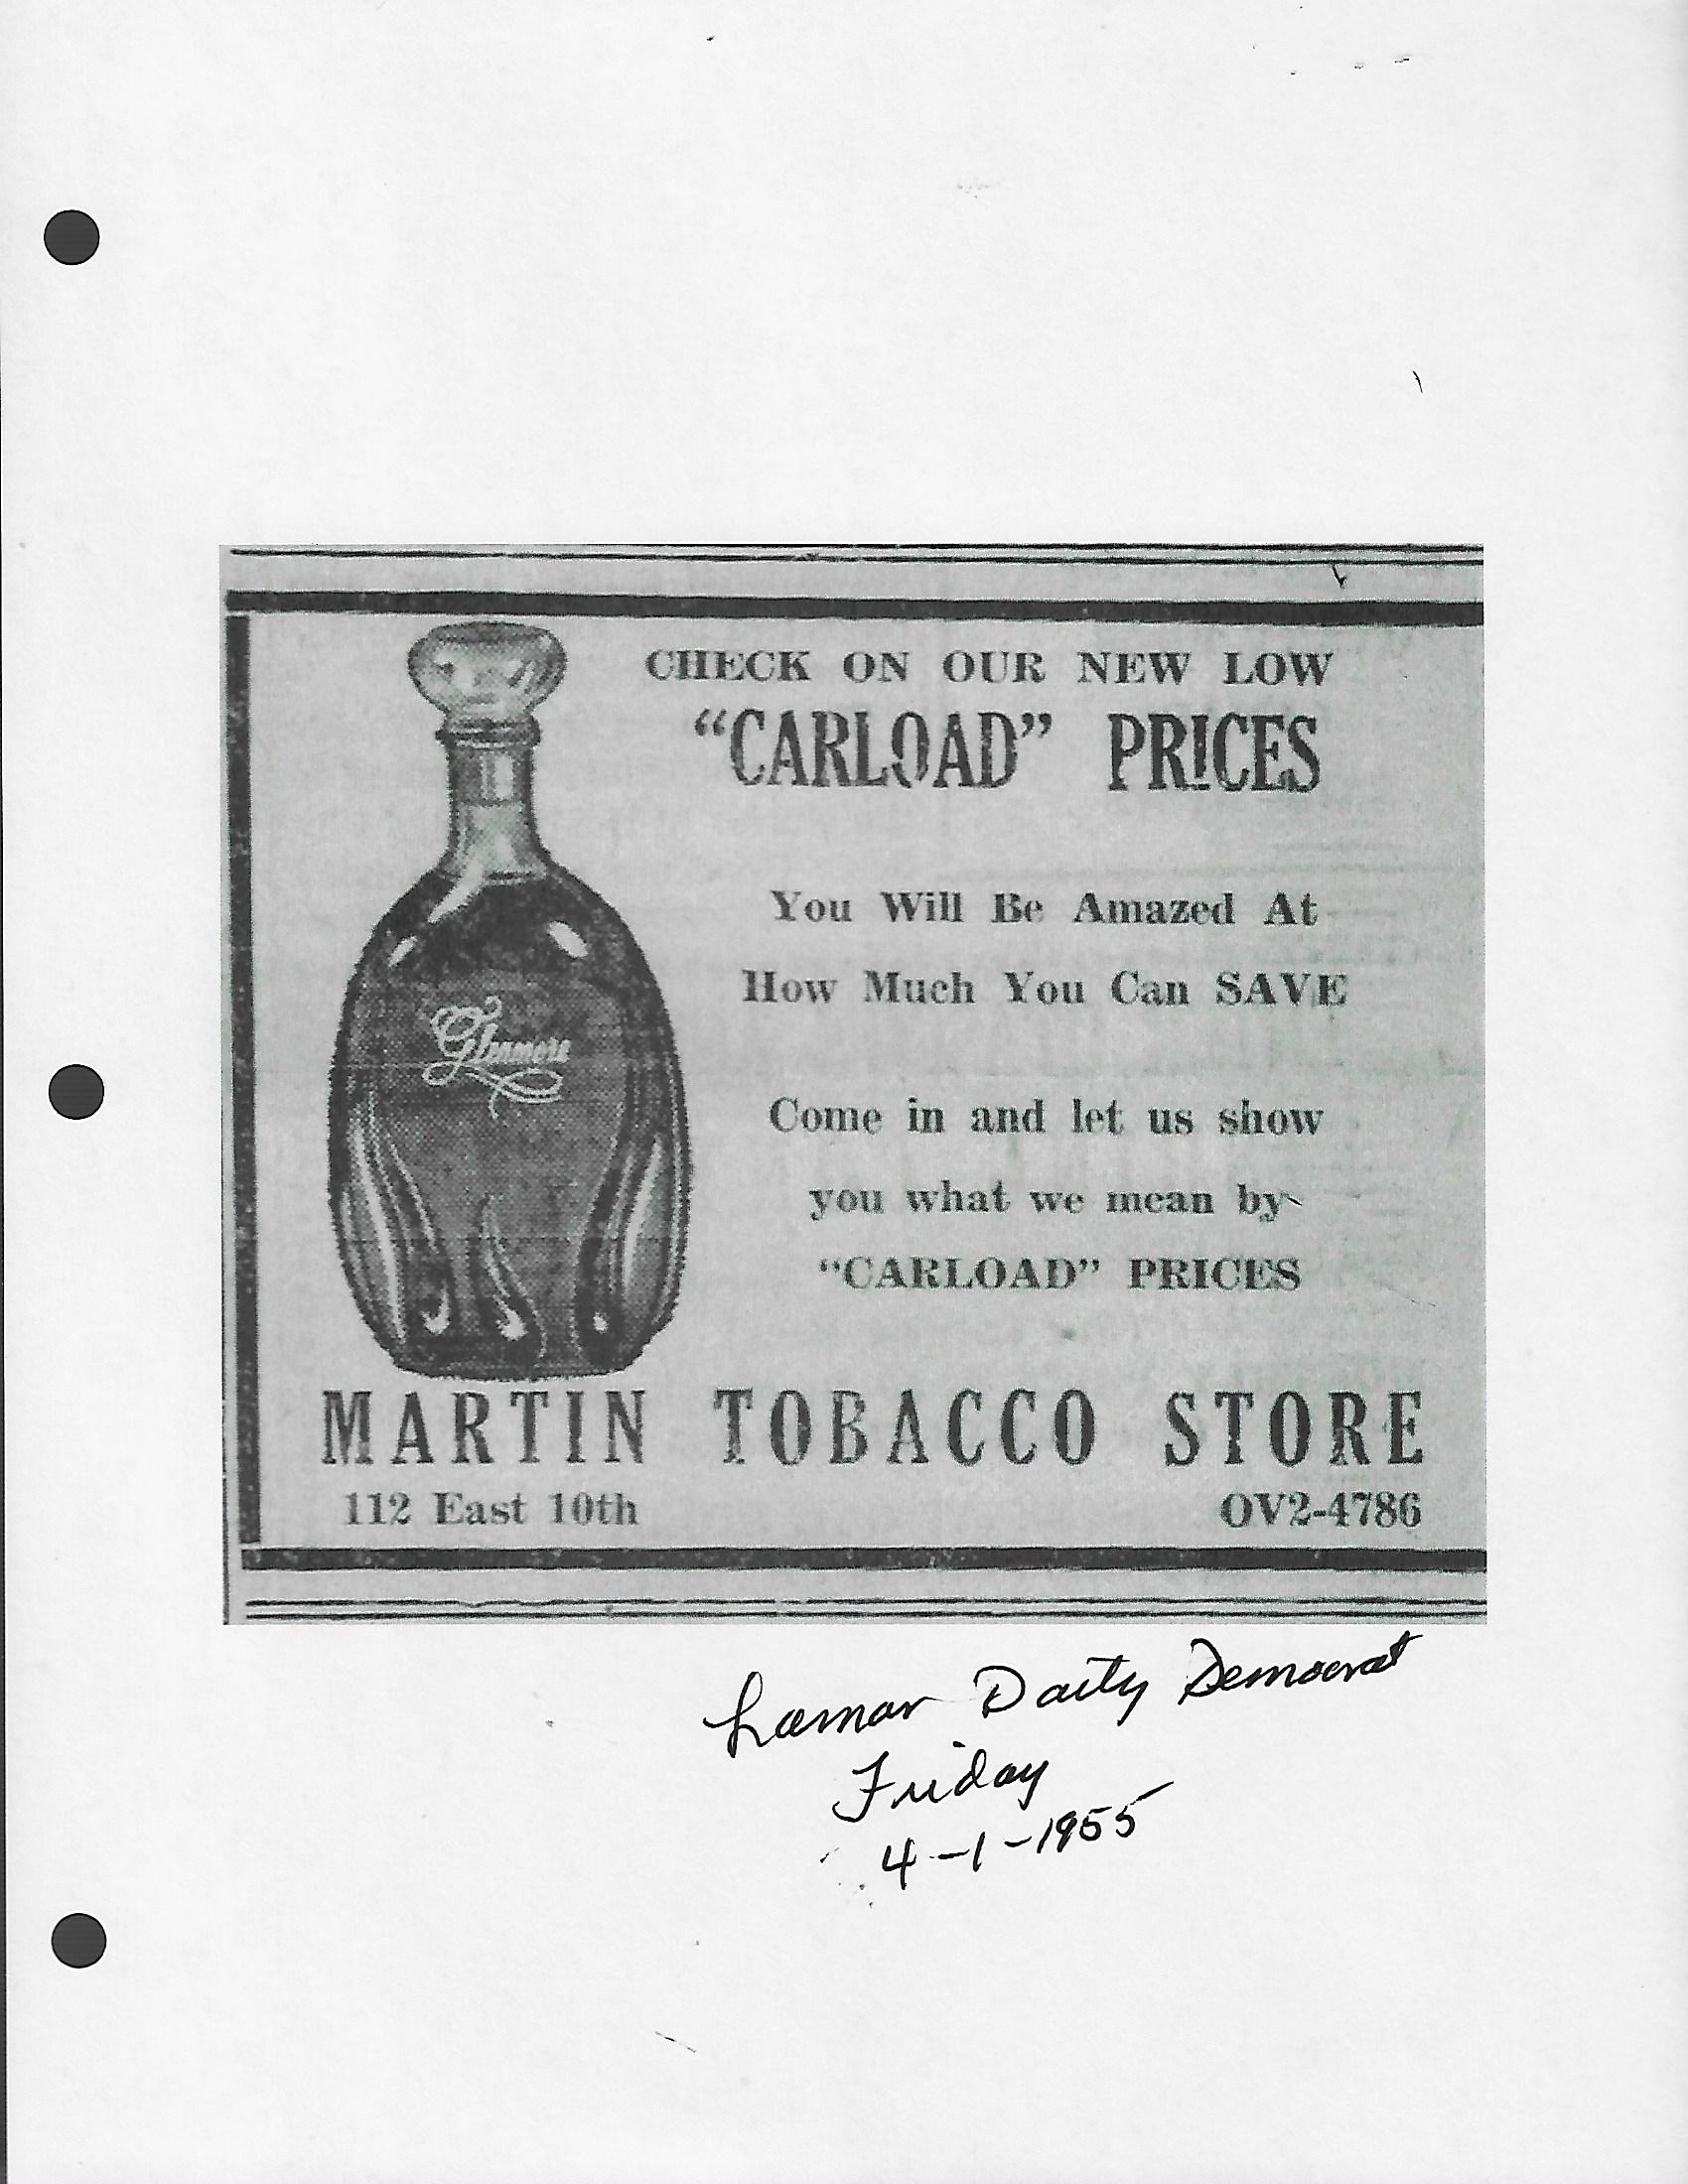 CHECK ON OUR NEW LOW
“CARLOAD” PRICES
You Will Be Amazed At
How Much You Can SAVE
Glenmore
Come in and let us show
you what we mean by
“CARLOAD” PRICES
MARTIN TOBACCO STORE
112 East 10th OV2-4786
Lamar Daily Democrat
Friday
4-1-1955